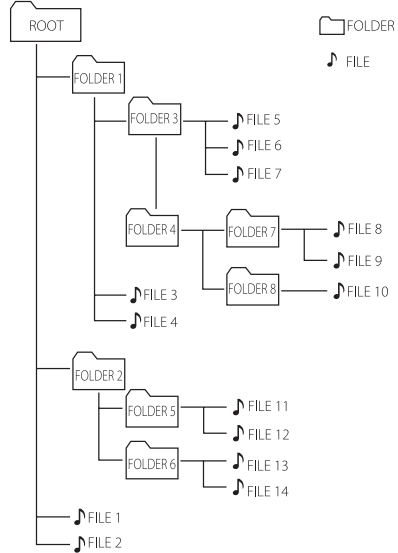 ROOT
FOLDER
FILE
FOLDER 1
FOLDER 3
FILE 5
FILE 6
FILE 7
FOLDER 4
FOLDER 7
FILE 8
FILE 9
FOLDER 8
FILE 10
FILE 3
FILE 4
FOLDER 2
FOLDER 5
FILE 11
FILE 12
FOLDER 6
FILE 13
FILE 14
FILE 1
FILE 2